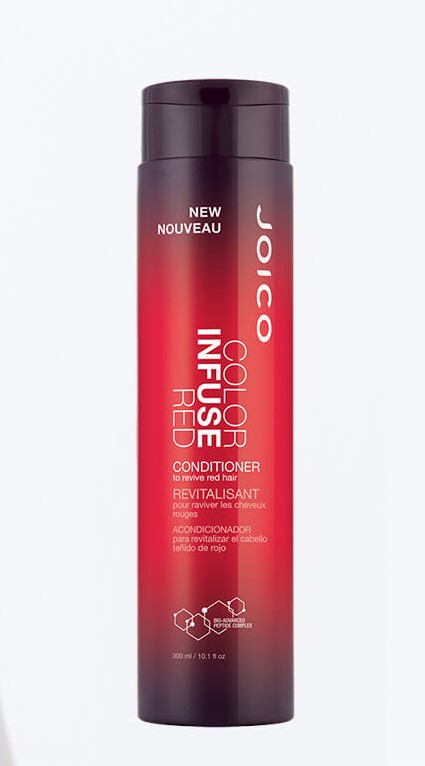 NEW
NOUVEAU
JOICO
COLOR
INFUSE
RED
CONDITIONER
to revive red hair
REVITALISANT
pour raviver les cheveux
rouges
ACONDICIONADOR
para revitalizar el cabello
teñido de rojo
BIO-ADVANCED
PEPTIDE COMPLEX
300 ml / 10.1 fl oz